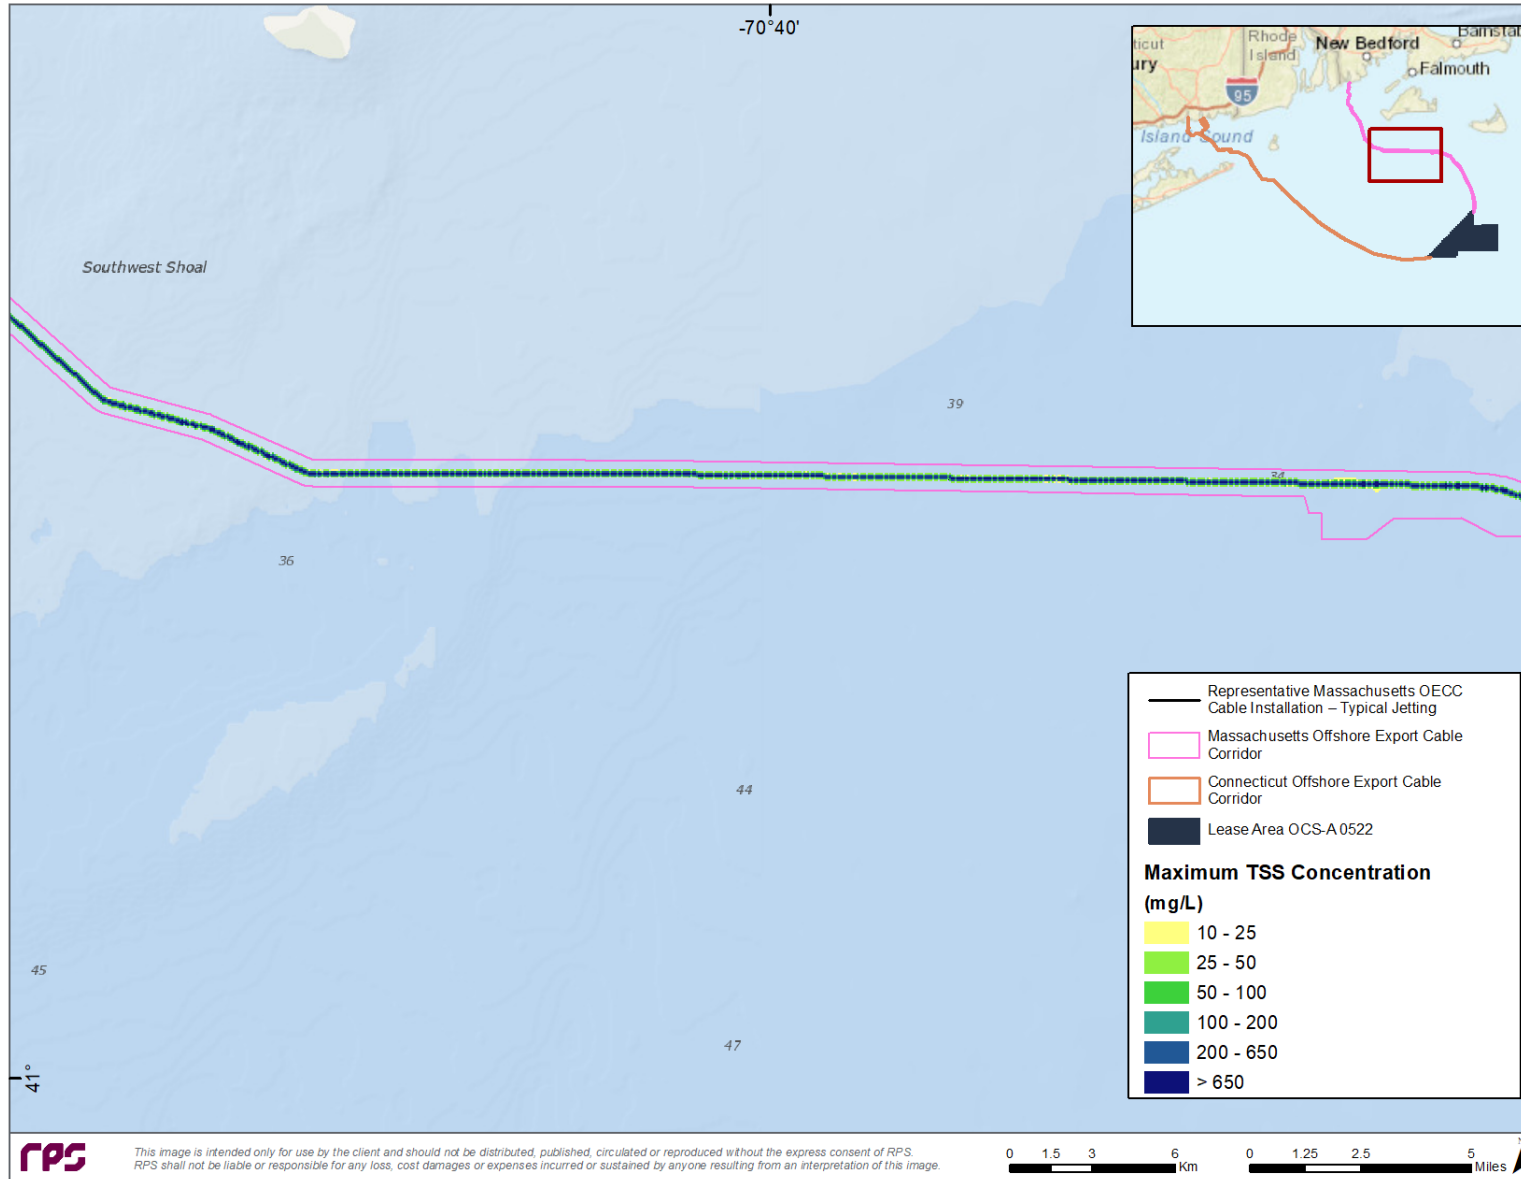 -70°40'
Southwest Shoal
39
34
36
44
45
47
41°
ticut
ury
Rhode
Island
New Bedford
Barnstab
Falmouth
95
Island Sound
Representative Massachusetts OECC
Cable Installation – Typical Jetting
Massachusetts Offshore Export Cable
Corridor
Connecticut Offshore Export Cable
Corridor
Lease Area OCS-A 0522
Maximum TSS Concentration
(mg/L)
10 - 25
25 - 50
50 - 100
100 - 200
200 - 650
> 650
rps
This image is intended only for use by the client and should not be distributed, published, circulated or reproduced without the express consent of RPS.
RPS shall not be liable or responsible for any loss, cost damages or expenses incurred or sustained by anyone resulting from an interpretation of this image.
0 1.5 3 6
Km
0 1.25 2.5 5
Miles